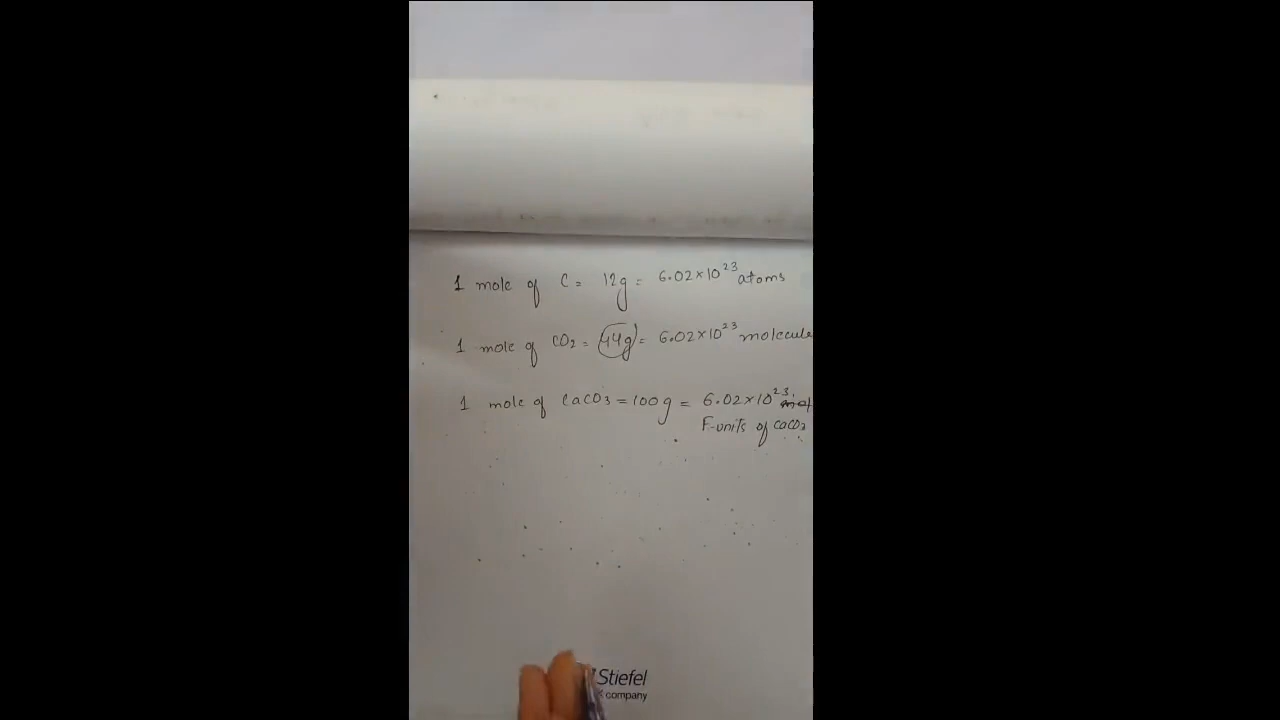 1 mole of C = 12g = 6.02×10²³ atoms
1 mole of CO₂ = 44g = 6.02×10²³ molecule
1 mole of CaCO₃ = 100g = 6.02×10²³
F-units of CaCO₃
Stiefel
company